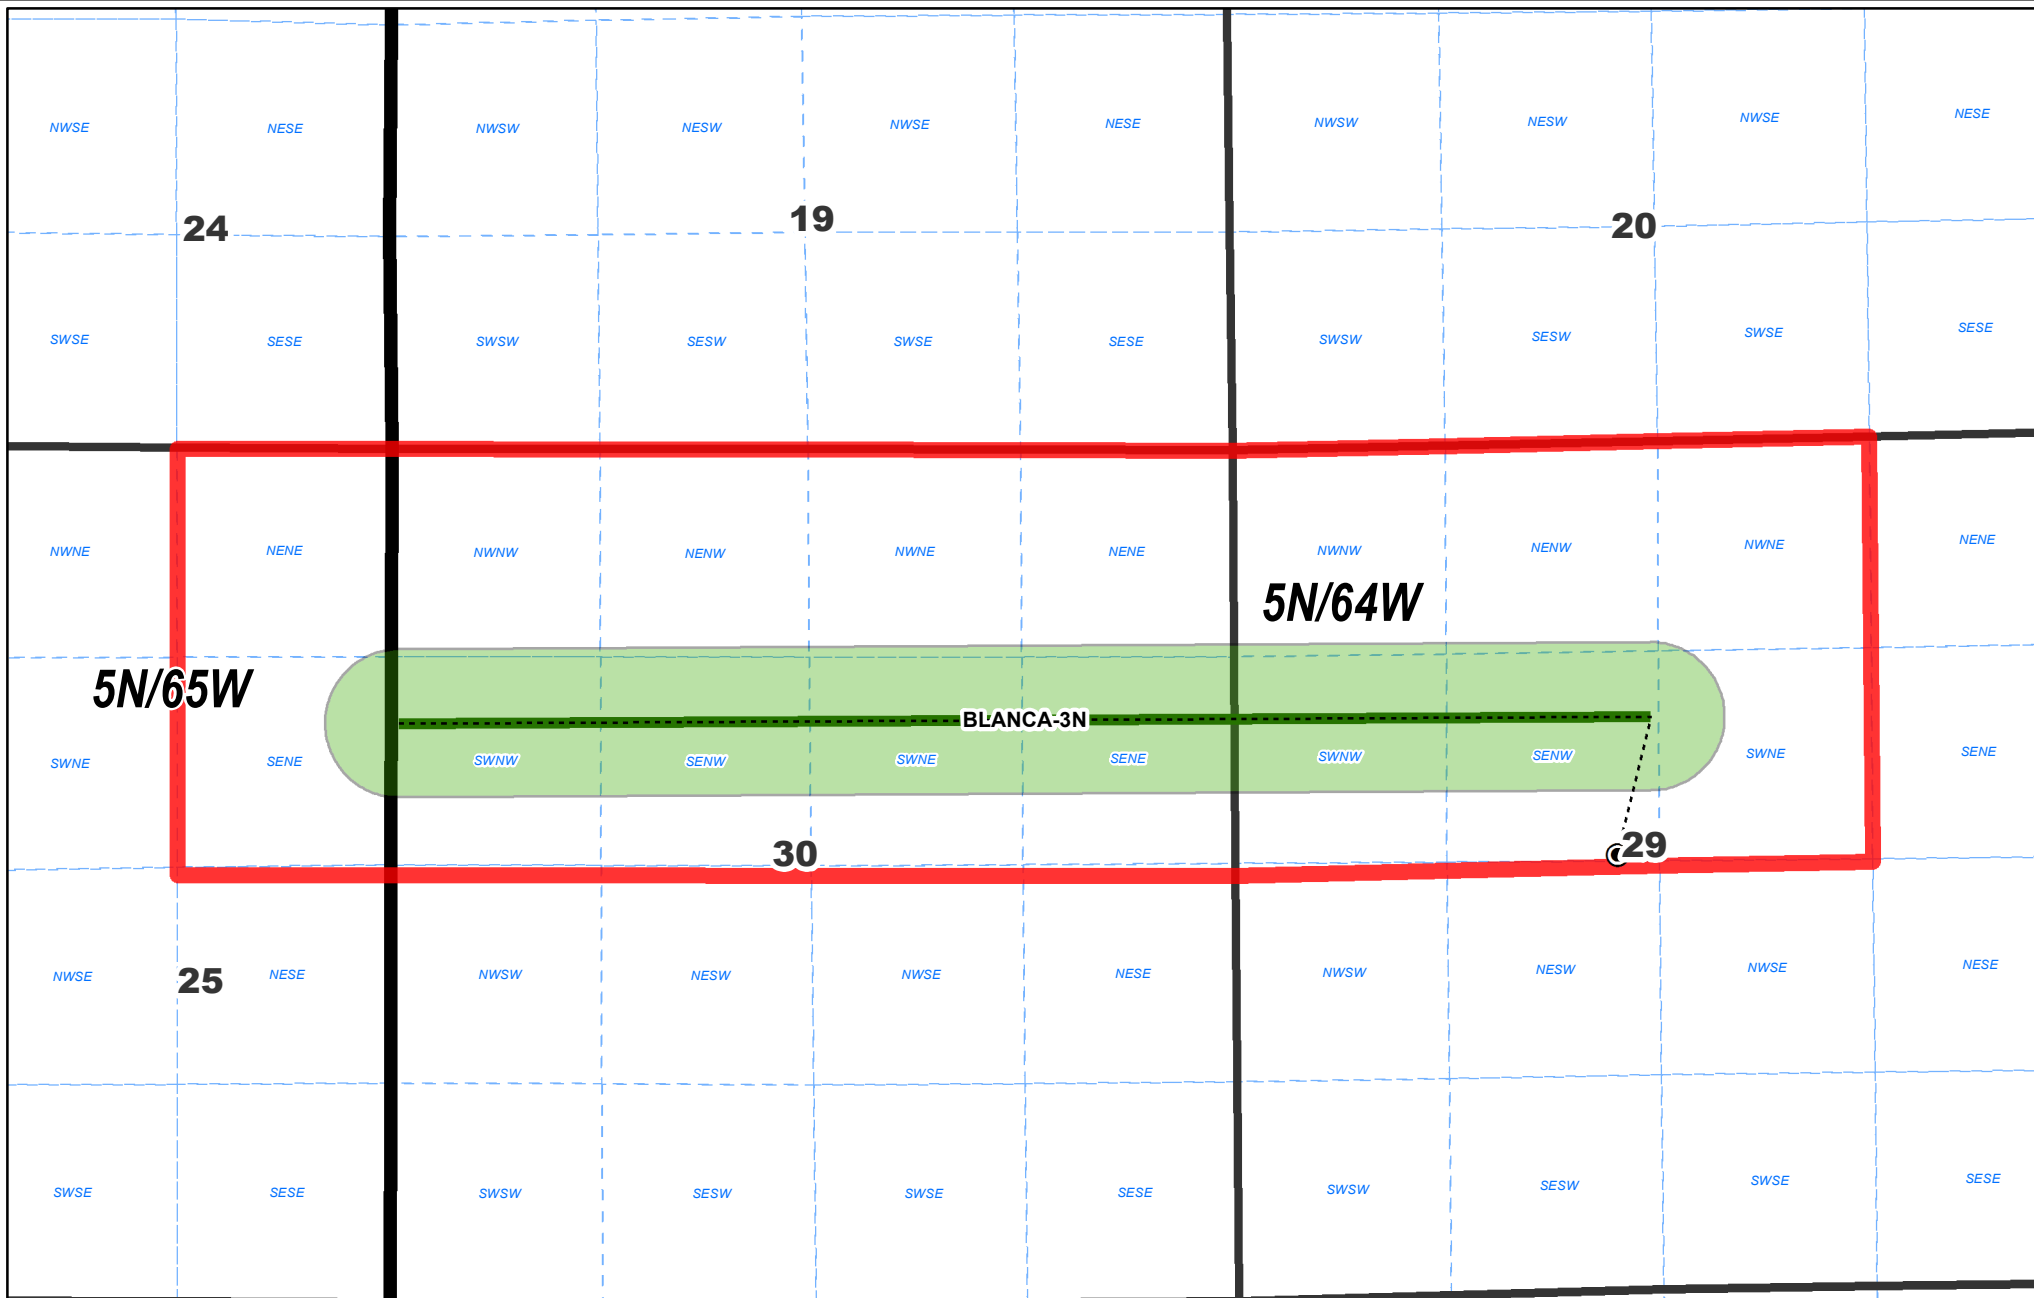 NWSE NESE NWSW NESW NWSE NESE NWSW NESW NWSE NESE
24 19 20
SWSE SESE SWSW SESW SWSE SESE SWSW SESW SWSE SESE
NWNE NENE NWNW NENW NWNE NENE NWNW NENW NWNE NENE
5N/64W
5N/65W
BLANCA-3N
SWNE SENE SWNW SENW SWNE SENE SWNW SENW SWNE SENE
30 29
NWSE 25 NESE NWSW NESW NWSE NESE NWSW NESW NWSE NESE
SWSE SESE SWSW SESW SWSE SESE SWSW SESW SWSE SESE